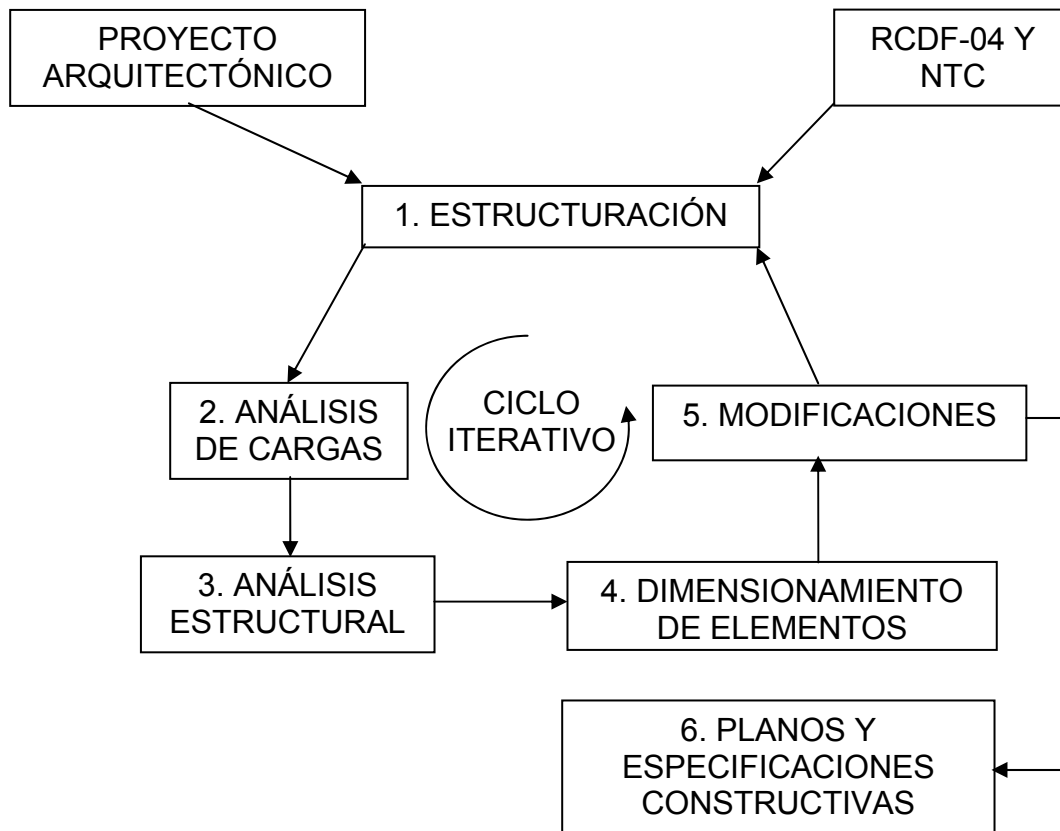 PROYECTO
ARQUITECTÓNICO
RCDF-04 Y
NTC
1. ESTRUCTURACIÓN
2. ANÁLISIS
DE CARGAS
CICLO
ITERATIVO
5. MODIFICACIONES
3. ANÁLISIS
ESTRUCTURAL
4. DIMENSIONAMIENTO
DE ELEMENTOS
6. PLANOS Y
ESPECIFICACIONES
CONSTRUCTIVAS